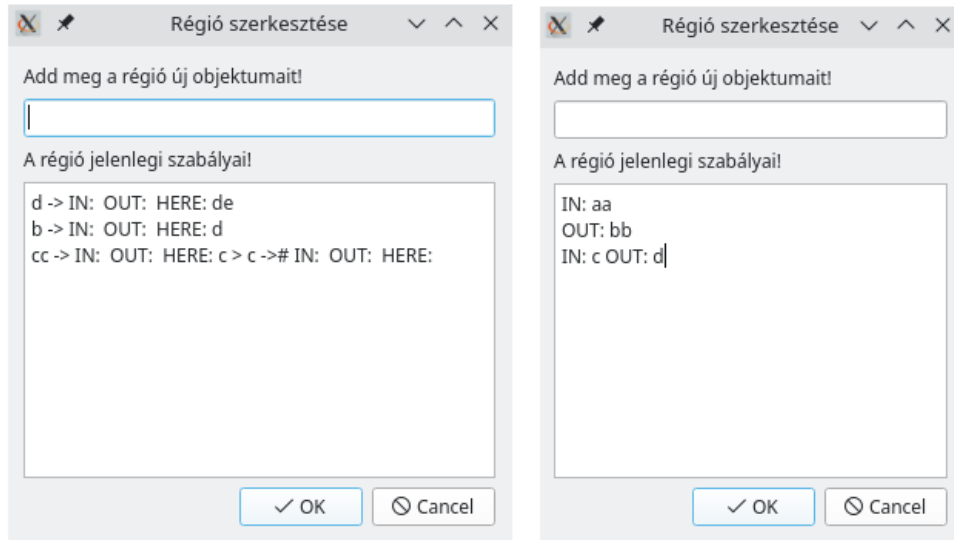 Régió szerkesztése
Add meg a régió új objektumait!
A régió jelenlegi szabályai!
d -> IN:  OUT:  HERE: de
b -> IN:  OUT:  HERE: d
cc -> IN:  OUT:  HERE: c > c -># IN:  OUT:  HERE:
OK
Cancel
Régió szerkesztése
Add meg a régió új objektumait!
A régió jelenlegi szabályai!
IN: aa
OUT: bb
IN: c OUT: d
OK
Cancel